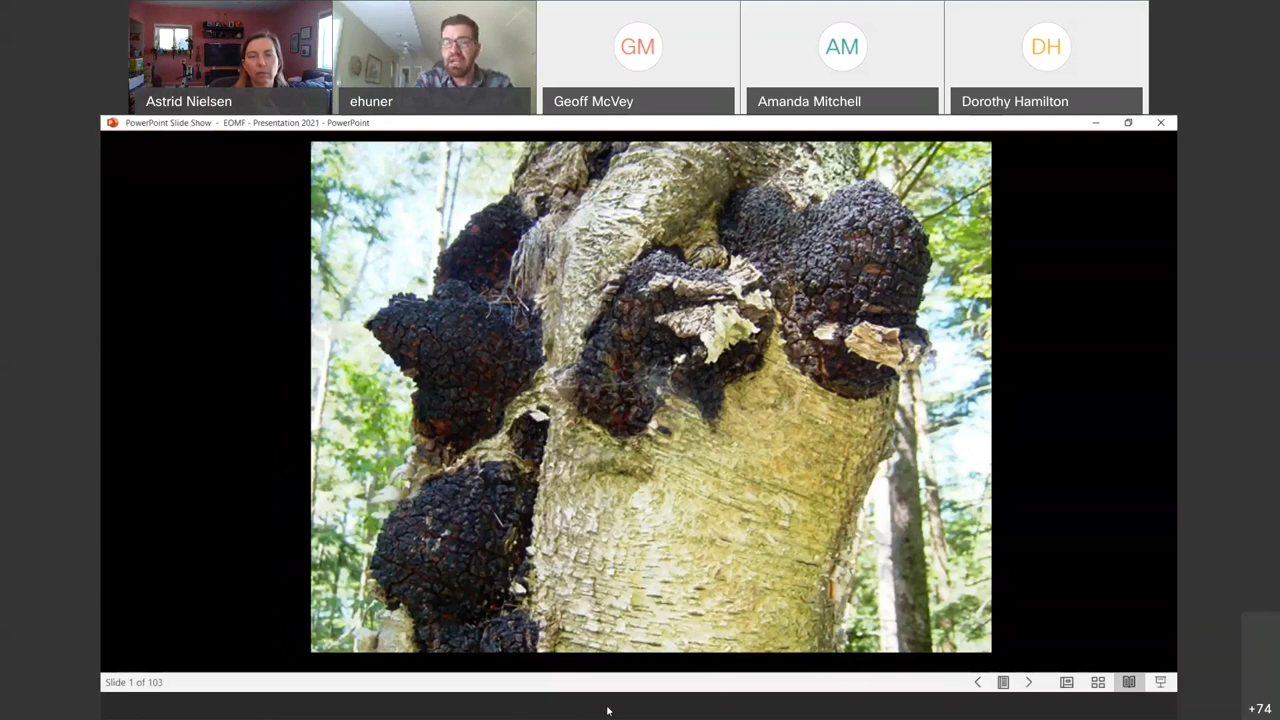 GM
AM
DH
Astrid Nielsen
ehuner
Geoff McVey
Amanda Mitchell
Dorothy Hamilton
PowerPoint Slide Show - EOMF - Presentation 2021 - PowerPoint
Slide 1 of 103
+74